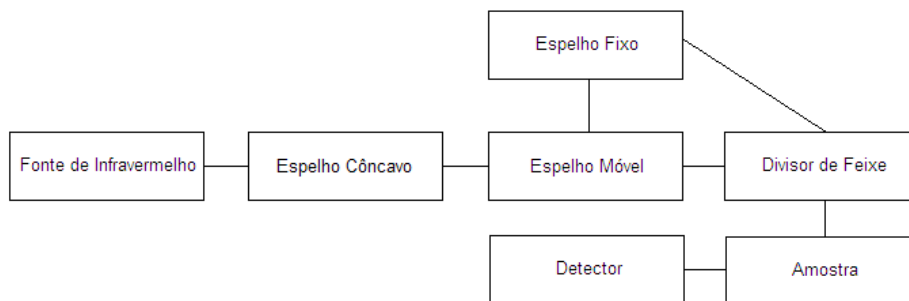 Espelho Fixo
Fonte de Infravermelho
Espelho Côncavo
Espelho Móvel
Divisor de Feixe
Detector
Amostra